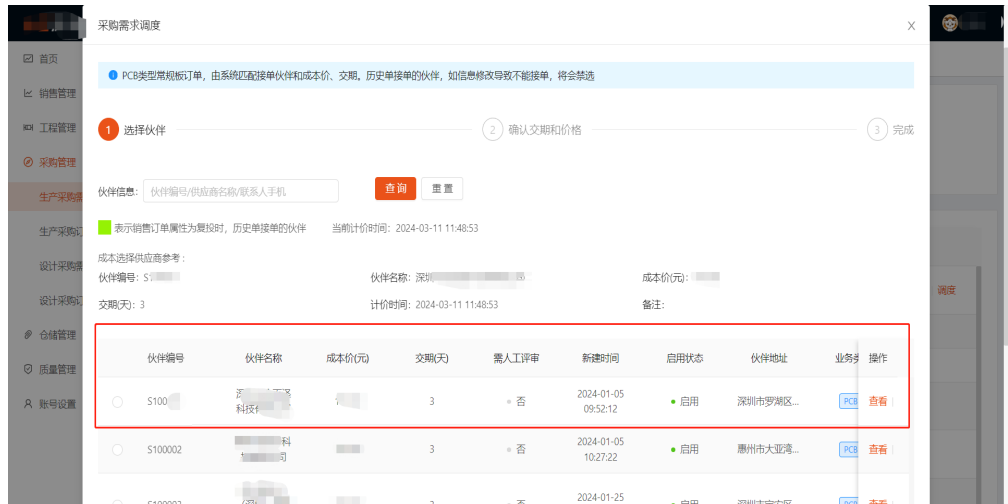 采购需求调度
X
首页
PCB类型常规板订单，由系统匹配接单伙伴和成本价、交期。历史单接单的伙伴，如信息修改导致不能接单，将会禁选
销售管理
工程管理
1 选择伙伴
2 确认交期和价格
3 完成
采购管理
伙伴信息: 伙伴编号/供应商名称/联系人手机 查询 重置
生产采购需
表示销售订单属性为复投时，历史单接单的伙伴 当前计价时间: 2024-03-11 11:48:53
生产采购订
成本选择供应商参考:
设计采购需
伙伴编号: S1 伙伴名称: 深圳 成本价(元):
调度
设计采购订
交期(天): 3 计价时间: 2024-03-11 11:48:53 备注:
仓储管理
伙伴编号 伙伴名称 成本价(元) 交期(天) 需人工评审 新建时间 启用状态 伙伴地址 业务 操作
质量管理
账号设置
S100 科技 3 否 2024-01-05 09:52:12 启用 深圳市罗湖区... PCB 查看
S100002 科 司 3 否 2024-01-05 10:27:22 启用 惠州市大亚湾... PCB 查看
2024-01-25